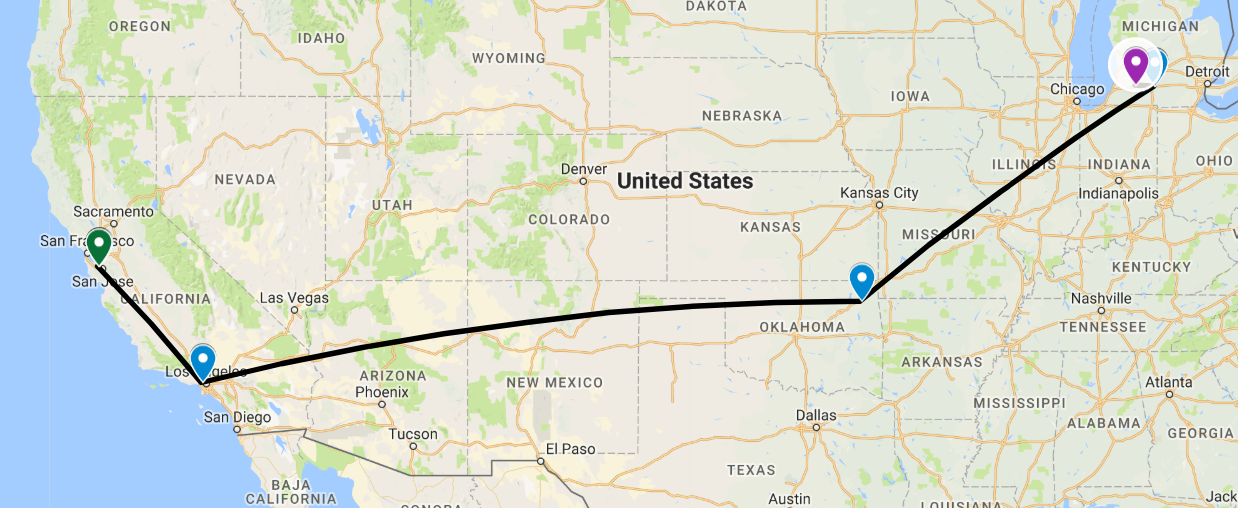 DAKOTA
OREGON
MICHIGAN
IDAHO
WYOMING
Detroit
Chicago
IOWA
NEBRASKA
ILLINOIS
INDIANA
OHIO
Denver
United States
NEVADA
Kansas City
Indianapolis
UTAH
Sacramento
COLORADO
San Francisco
KANSAS
MISSOURI
KENTUCKY
San Jose
CALIFORNIA
Las Vegas
Nashville
OKLAHOMA
TENNESSEE
ARKANSAS
Los Angeles
ARIZONA
NEW MEXICO
Atlanta
Phoenix
MISSISSIPPI
San Diego
Dallas
ALABAMA
GEORGIA
Tucson
El Paso
TEXAS
BAJA
CALIFORNIA
Austin
Jack
SONORA
LOUISIANA